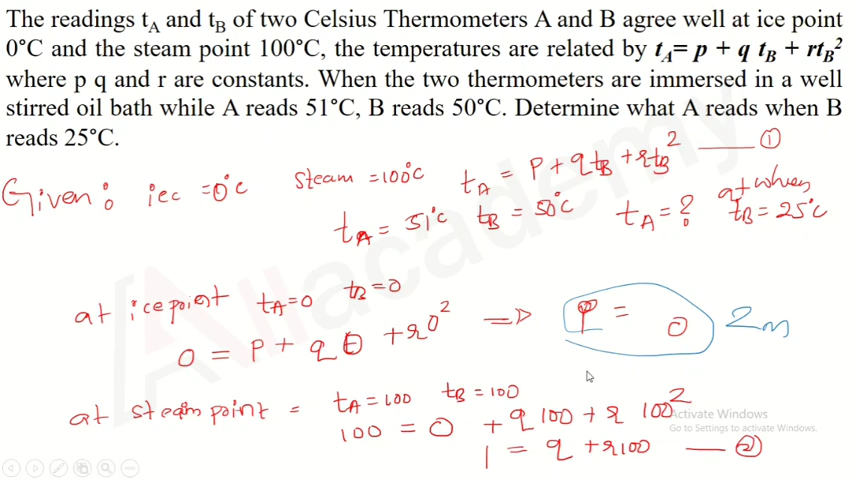 The readings tA and tB of two Celsius Thermometers A and B agree well at ice point
0°C and the steam point 100°C, the temperatures are related by tA= p + q tB + rtB²
where p q and r are constants. When the two thermometers are immersed in a well
stirred oil bath while A reads 51°C, B reads 50°C. Determine what A reads when B
reads 25°C.
Given: ice =0°C steam =100°C tA = P+qtB+rtB² —— ①
tA = 51°C tB = 50°C tA = ? at when tB = 25°C
at ice point tA=0 tB=0
0 = P + q 0 + r0² => P = 0 2m
at steam point = tA=100 tB=100
100 = 0 + q 100 + r 100²
1 = q + r100 —— ②
Allacademy
Activate Windows
Go to Settings to activate Windows.